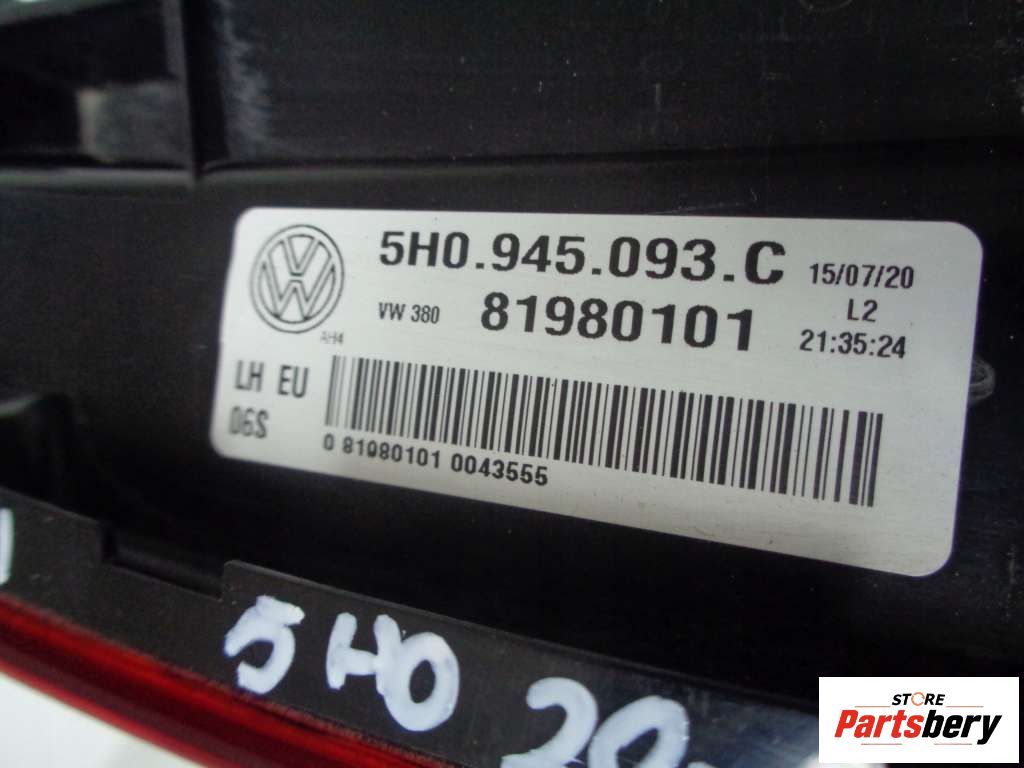 5H0.945.093.C 15/07/20
VW 380 81980101 L2
AH4 21:35:24
LH EU
06S
0 81980101 0043555
5H0 20
STORE
Partsbery